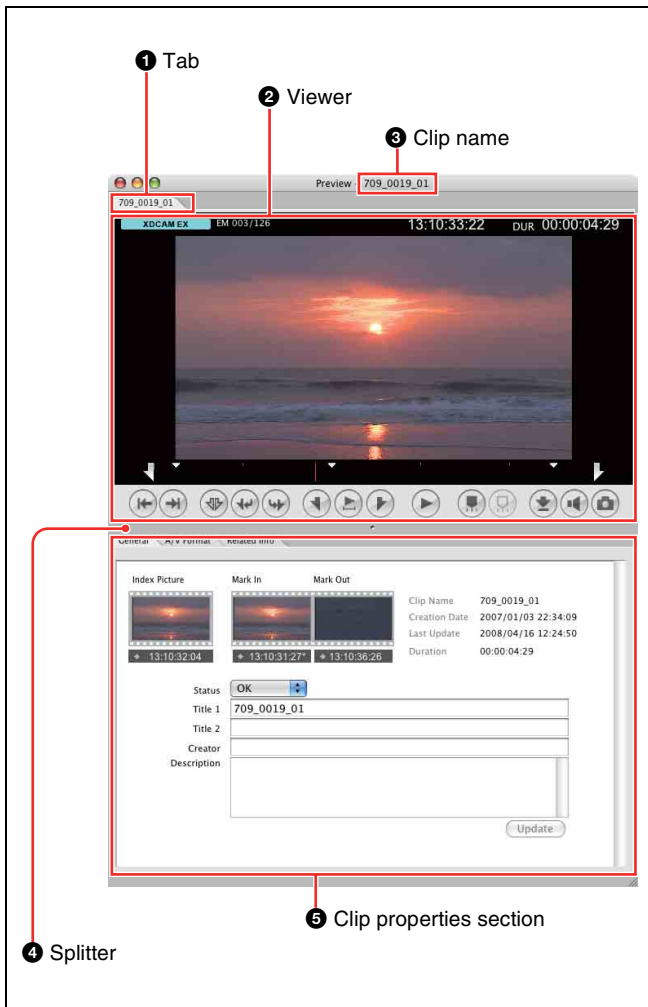 ❶ Tab
❷ Viewer
❸ Clip name
Preview - 709_0019_01
709_0019_01
XDCAM EX EM 003/126 13:10:33:22 DUR 00:00:04:29
General A/V Format Related Info
Index Picture Mark In Mark Out
Clip Name 709_0019_01
Creation Date 2007/01/03 22:34:09
Last Update 2008/04/16 12:24:50
Duration 00:00:04:29
13:10:32:04 13:10:31:27* 13:10:36:26
Status OK
Title 1 709_0019_01
Title 2
Creator
Description
Update
❺ Clip properties section
❹ Splitter